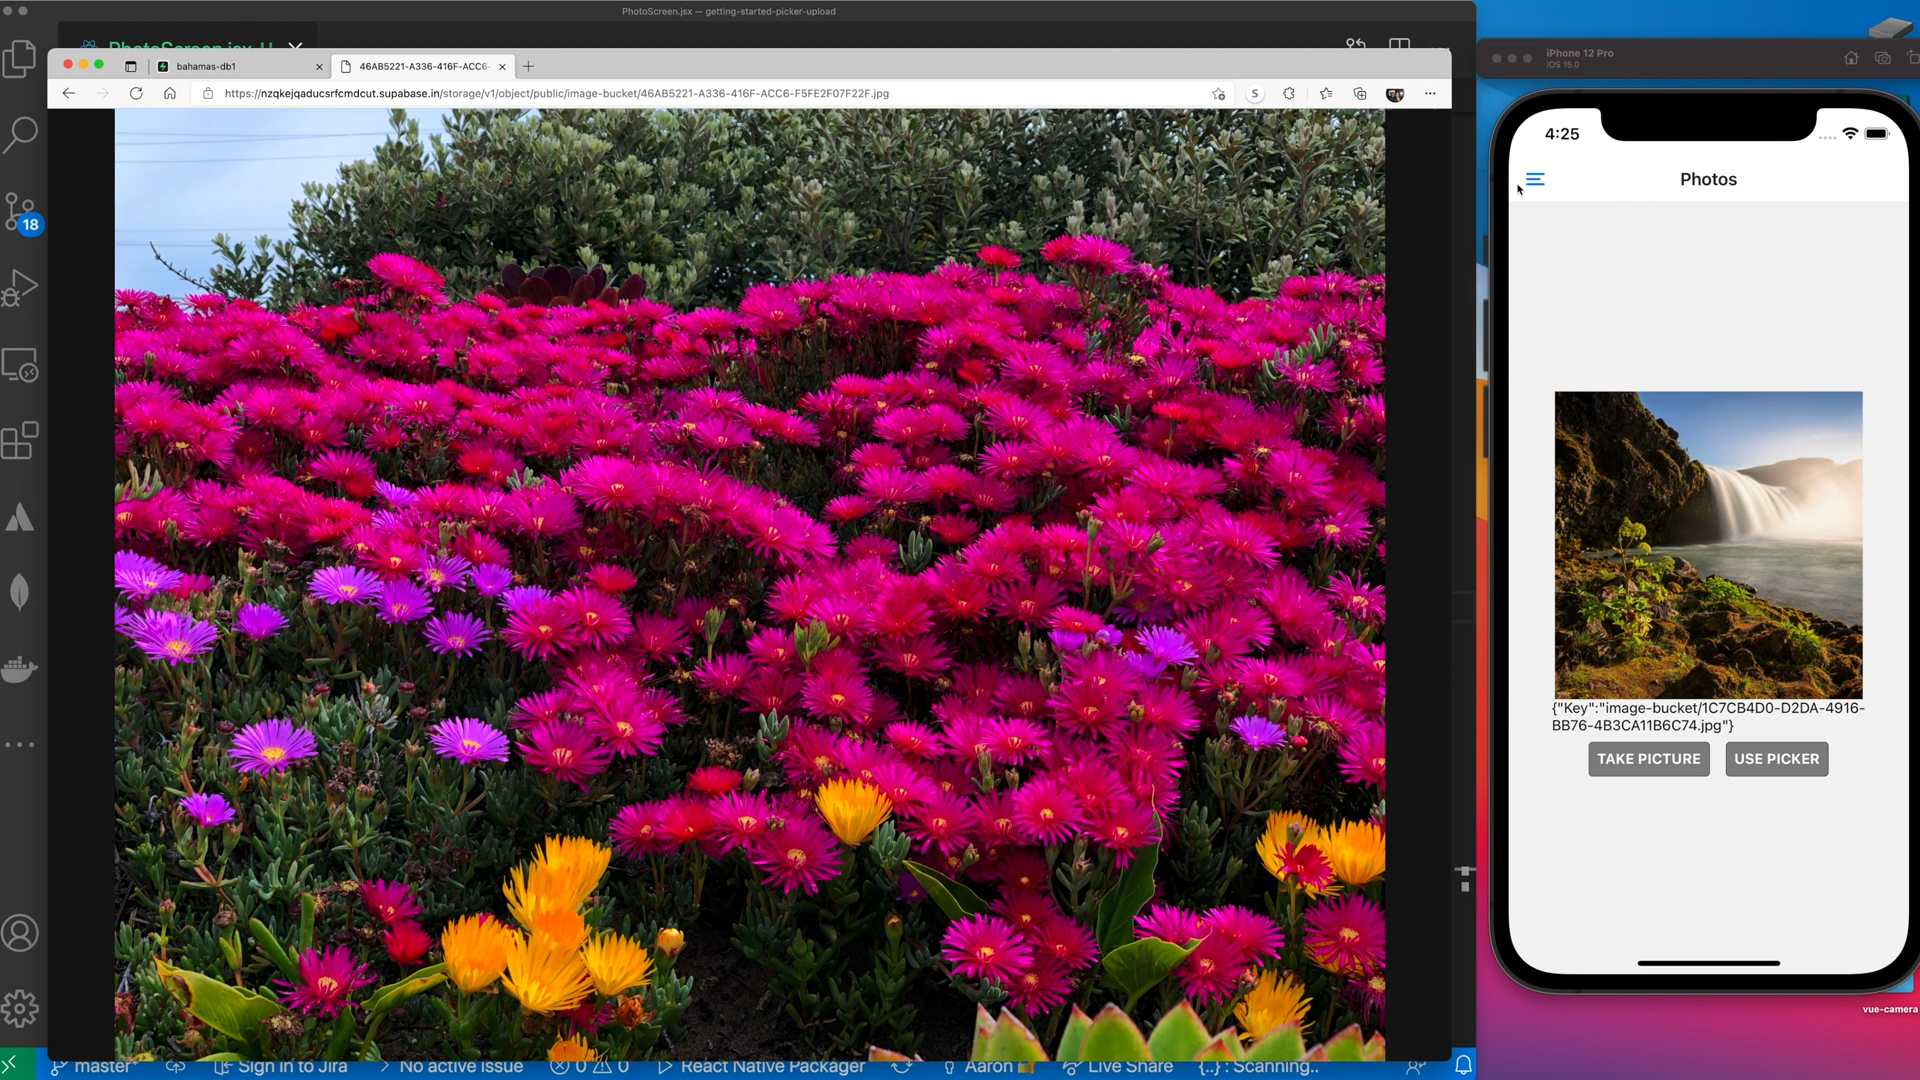 PhotoScreen.jsx — getting-started-picker-upload
PhotoScreen.jsx U
bahamas-db1
46AB5221-A336-416F-ACC6-
https://nzqkejqaducsrfcmdcut.supabase.in/storage/v1/object/public/image-bucket/46AB5221-A336-416F-ACC6-F5FE2F07F22F.jpg
S
18
iPhone 12 Pro
iOS 15.0
4:25
Photos
{"Key":"image-bucket/1C7CB4D0-D2DA-4916-
BB76-4B3CA11B6C74.jpg"}
TAKE PICTURE
USE PICKER
vue-camera
master* Sign in to Jira No active issue 0 0 React Native Packager Aaron Live Share {..} : Scanning..